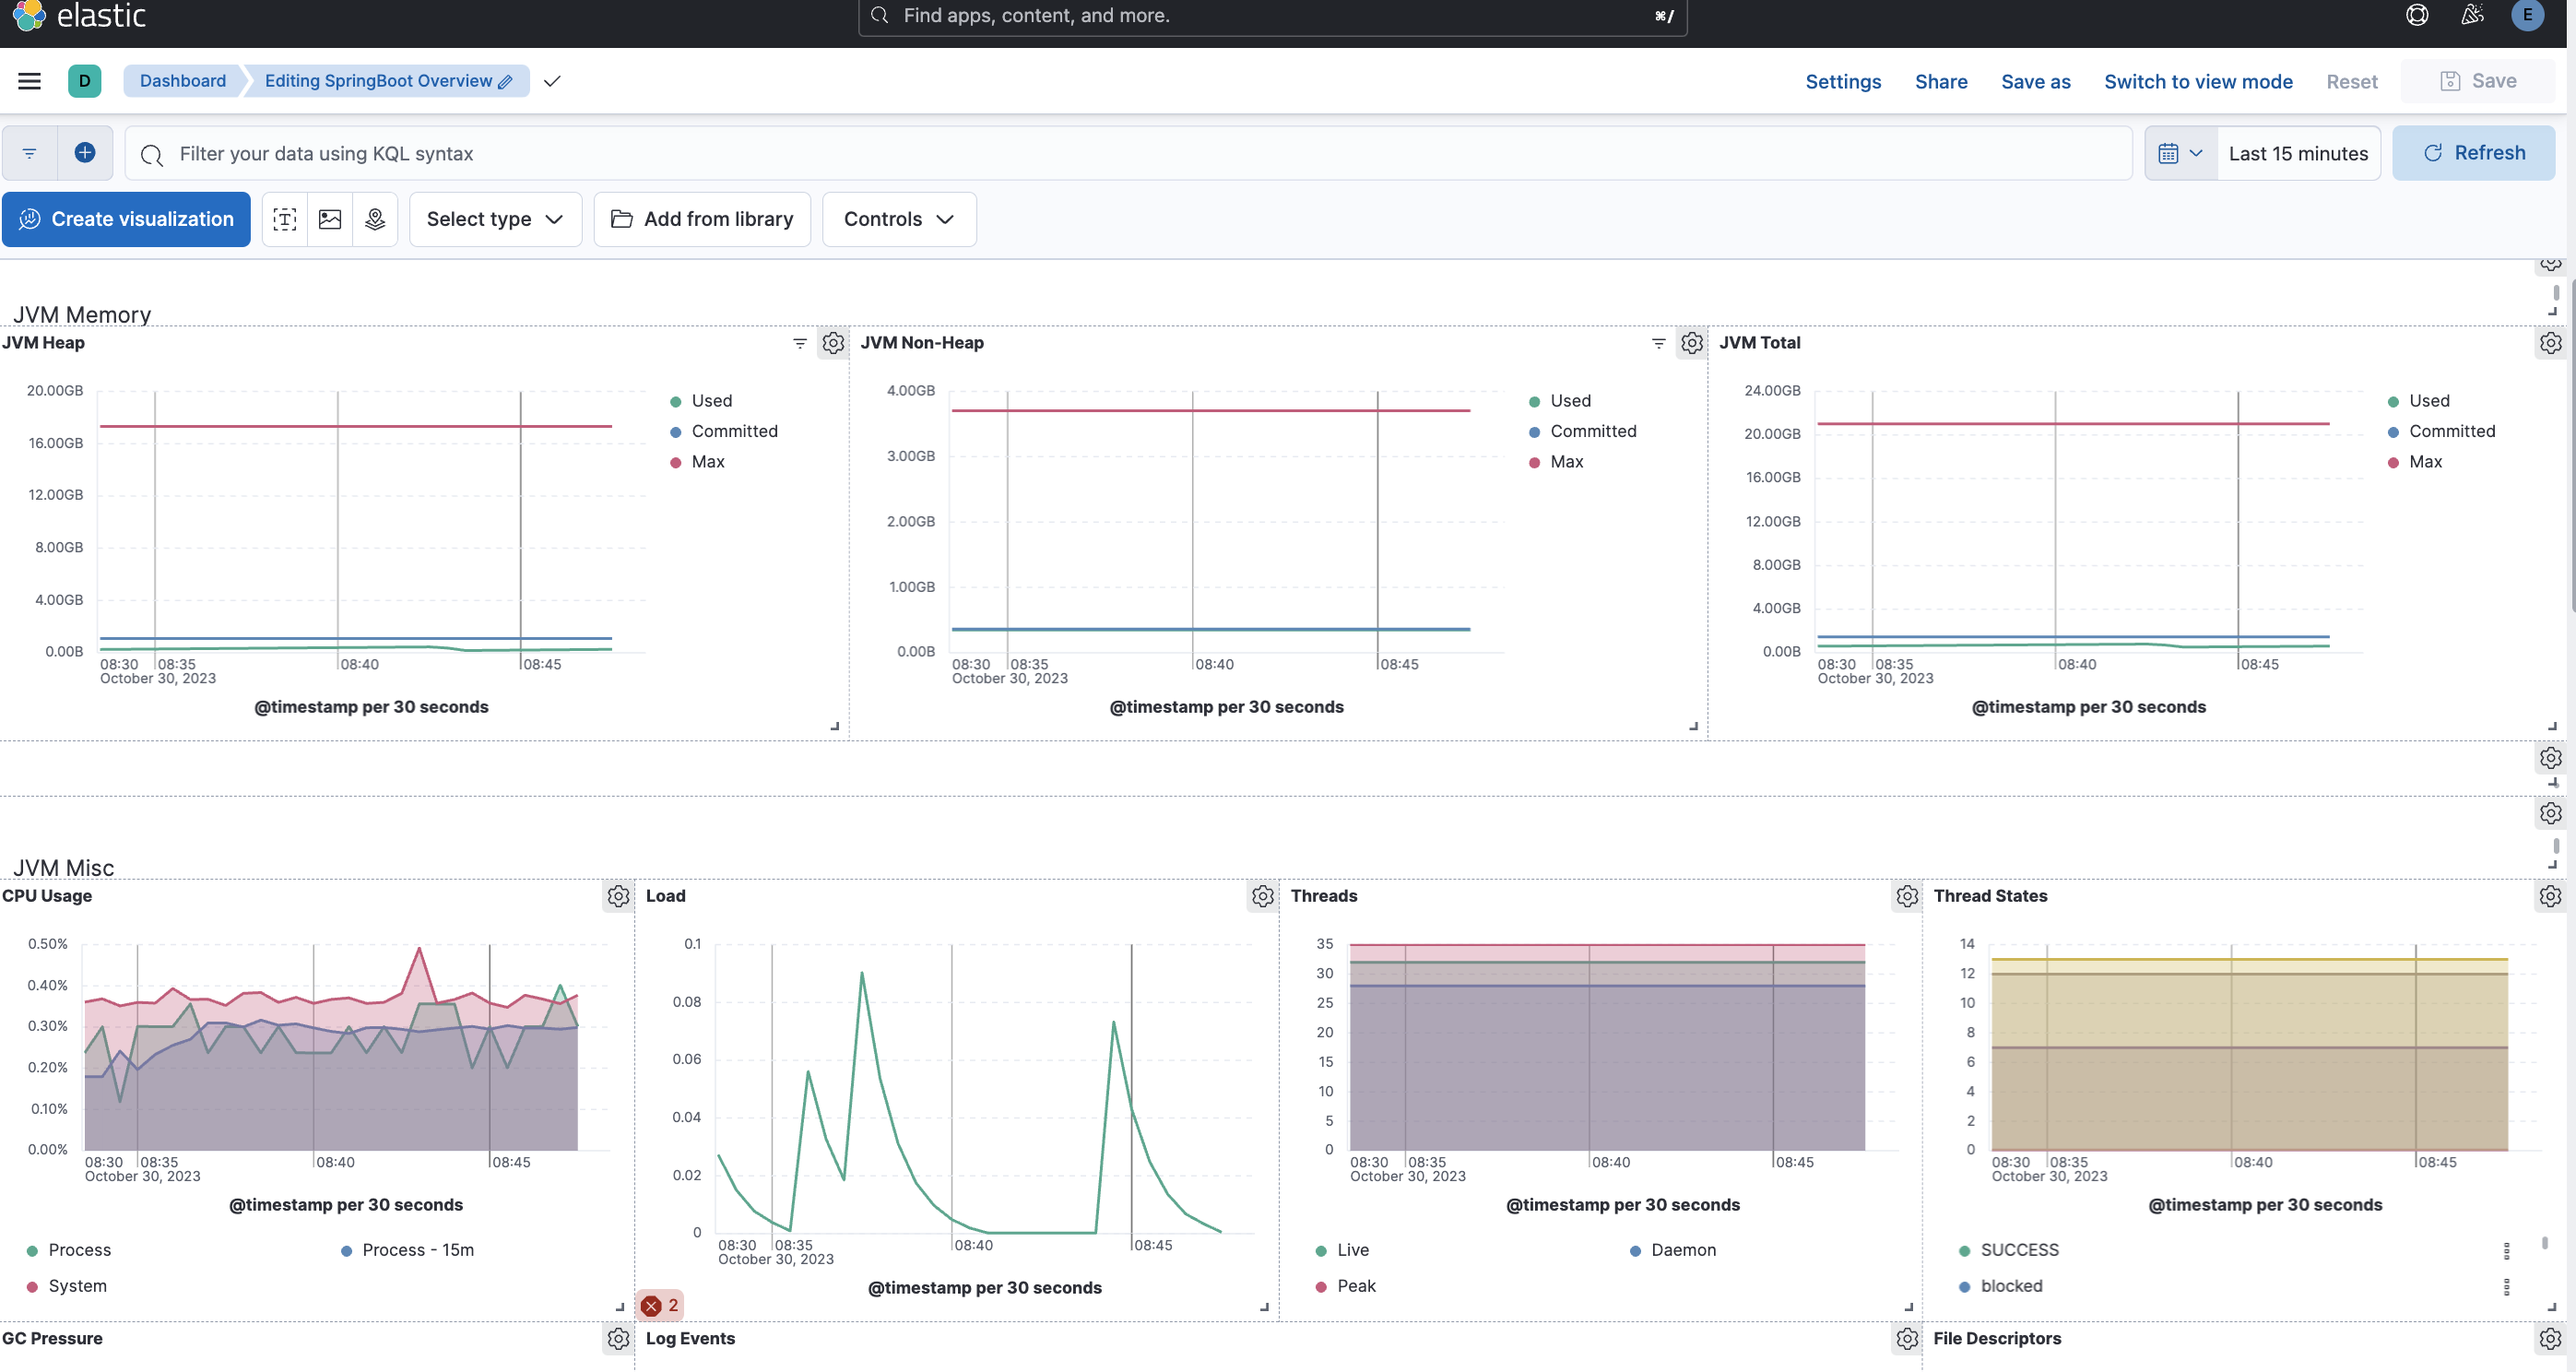 elastic
Find apps, content, and more.
⌘/
E
D
Dashboard
Editing SpringBoot Overview
Settings
Share
Save as
Switch to view mode
Reset
Save
Filter your data using KQL syntax
Last 15 minutes
Refresh
Create visualization
Select type
Add from library
Controls
JVM Memory
JVM Heap
20.00GB
16.00GB
12.00GB
8.00GB
4.00GB
0.00B
08:30 08:35 08:40 08:45
October 30, 2023
@timestamp per 30 seconds
Used
Committed
Max
JVM Non-Heap
4.00GB
3.00GB
2.00GB
1.00GB
0.00B
08:30 08:35 08:40 08:45
October 30, 2023
@timestamp per 30 seconds
Used
Committed
Max
JVM Total
24.00GB
20.00GB
16.00GB
12.00GB
8.00GB
4.00GB
0.00B
08:30 08:35 08:40 08:45
October 30, 2023
@timestamp per 30 seconds
Used
Committed
Max
JVM Misc
CPU Usage
0.50%
0.40%
0.30%
0.20%
0.10%
0.00%
08:30 08:35 08:40 08:45
October 30, 2023
@timestamp per 30 seconds
Process
Process - 15m
System
Load
0.1
0.08
0.06
0.04
0.02
0
08:30 08:35 08:40 08:45
October 30, 2023
@timestamp per 30 seconds
2
Threads
35
30
25
20
15
10
5
0
08:30 08:35 08:40 08:45
October 30, 2023
@timestamp per 30 seconds
Live
Daemon
Peak
Thread States
14
12
10
8
6
4
2
0
08:30 08:35 08:40 08:45
October 30, 2023
@timestamp per 30 seconds
SUCCESS
blocked
GC Pressure
Log Events
File Descriptors